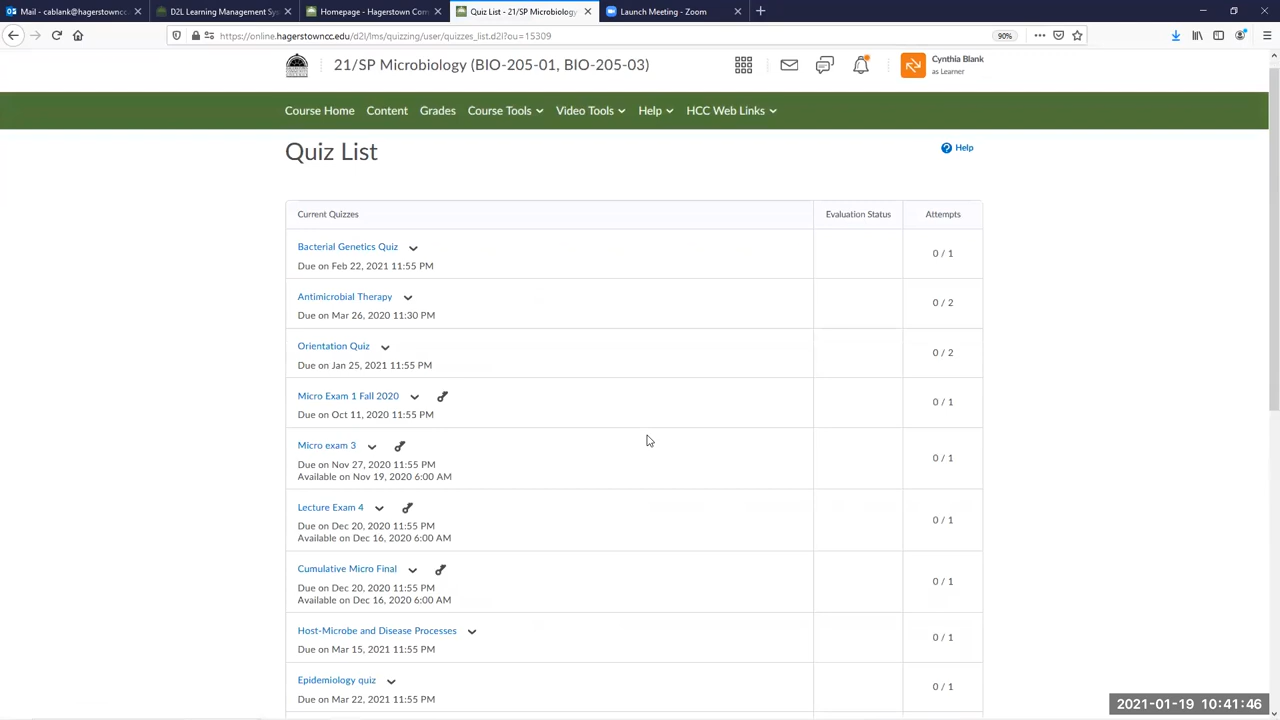 Mail - cablank@hagerstowncc.ed
D2L Learning Management Sy
Homepage - Hagerstown Com
Quiz List - 21/SP Microbiology
Launch Meeting - Zoom
https://online.hagerstowncc.edu/d2l/lms/quizzing/user/quizzes_list.d2l?ou=15309
90%
21/SP Microbiology (BIO-205-01, BIO-205-03)
Cynthia Blank
as Learner
Course Home Content Grades Course Tools Video Tools Help HCC Web Links
Quiz List
Help
Current Quizzes Evaluation Status Attempts
Bacterial Genetics Quiz
Due on Feb 22, 2021 11:55 PM
0 / 1
Antimicrobial Therapy
Due on Mar 26, 2020 11:30 PM
0 / 2
Orientation Quiz
Due on Jan 25, 2021 11:55 PM
0 / 2
Micro Exam 1 Fall 2020
Due on Oct 11, 2020 11:55 PM
0 / 1
Micro exam 3
Due on Nov 27, 2020 11:55 PM
Available on Nov 19, 2020 6:00 AM
0 / 1
Lecture Exam 4
Due on Dec 20, 2020 11:55 PM
Available on Dec 16, 2020 6:00 AM
0 / 1
Cumulative Micro Final
Due on Dec 20, 2020 11:55 PM
Available on Dec 16, 2020 6:00 AM
0 / 1
Host-Microbe and Disease Processes
Due on Mar 15, 2021 11:55 PM
0 / 1
Epidemiology quiz
Due on Mar 22, 2021 11:55 PM
0 / 1
2021-01-19 10:41:46